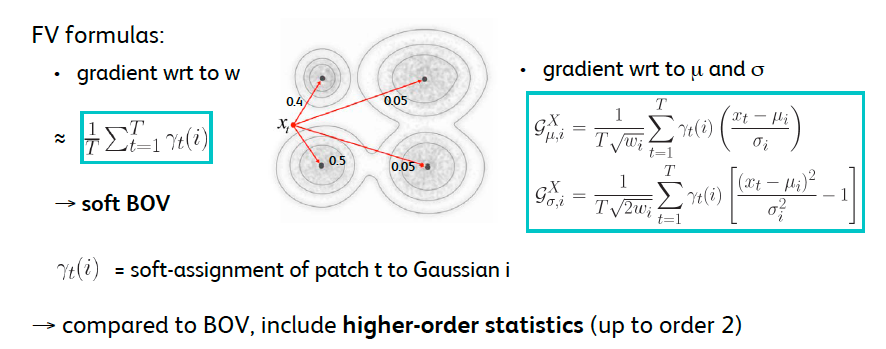 FV formulas:
• gradient wrt to w
≈ \frac{1}{T} \sum_{t=1}^{T} \gamma_t(i)
→ soft BOV
0.4
0.05
x_t
0.5
0.05
• gradient wrt to μ and σ
\mathcal{G}^X_{\mu,i} = \frac{1}{T\sqrt{w_i}} \sum_{t=1}^{T} \gamma_t(i) \left( \frac{x_t - \mu_i}{\sigma_i} \right)
\mathcal{G}^X_{\sigma,i} = \frac{1}{T\sqrt{2w_i}} \sum_{t=1}^{T} \gamma_t(i) \left[ \frac{(x_t - \mu_i)^2}{\sigma_i^2} - 1 \right]
\gamma_t(i) = soft-assignment of patch t to Gaussian i
→ compared to BOV, include higher-order statistics (up to order 2)